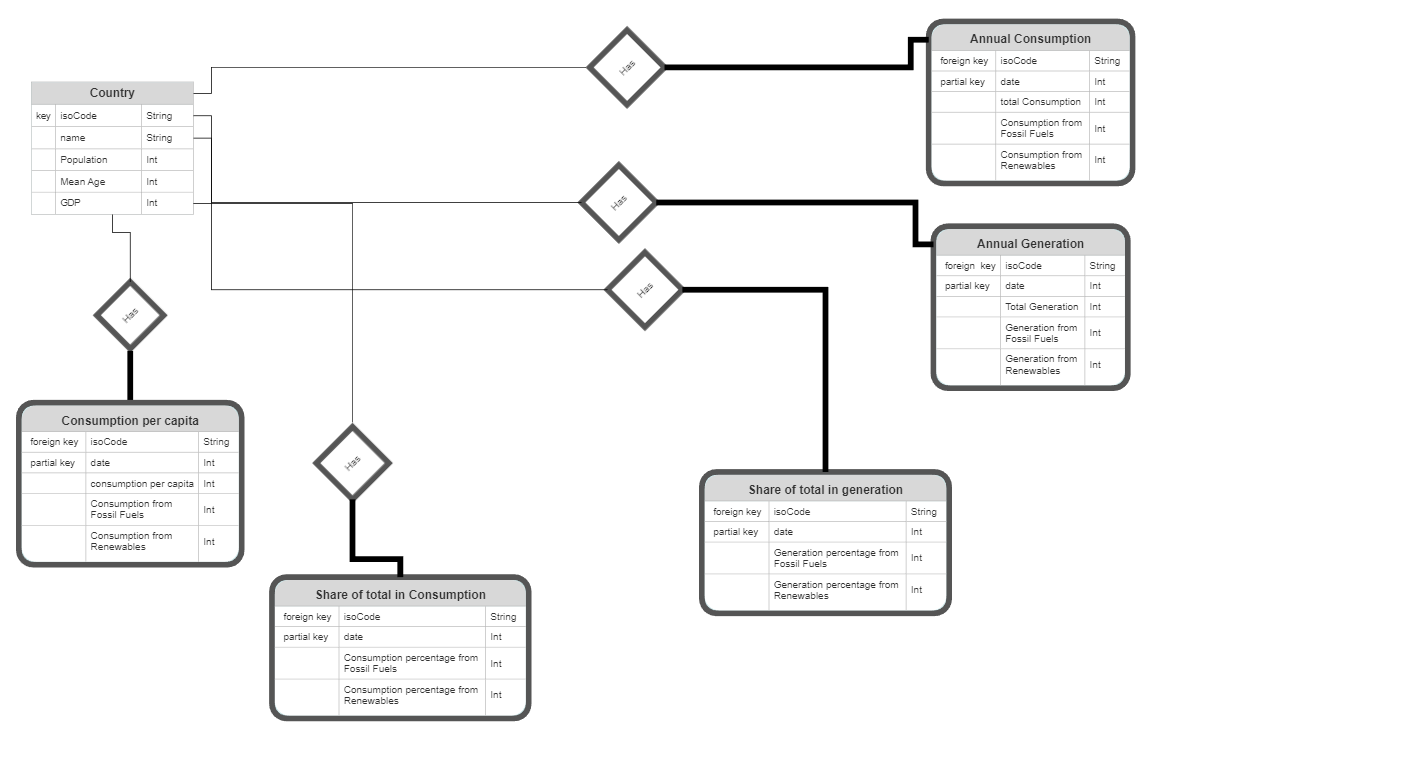 Has
Annual Consumption
foreign key isoCode String
partial key date Int
total Consumption Int
Consumption from
Fossil Fuels
Int
Consumption from
Renewables
Int
Country
key isoCode String
name String
Population Int
Mean Age Int
GDP Int
Has
Annual Generation
foreign key isoCode String
partial key date Int
Total Generation Int
Generation from
Fossil Fuels
Int
Generation from
Renewables
Int
Has
Has
Consumption per capita
foreign key isoCode String
partial key date Int
consumption per capita Int
Consumption from
Fossil Fuels
Int
Consumption from
Renewables
Int
Has
Share of total in generation
foreign key isoCode String
partial key date Int
Generation percentage from
Fossil Fuels
Int
Generation percentage from
Renewables
Int
Share of total in Consumption
foreign key isoCode String
partial key date Int
Consumption percentage from
Fossil Fuels
Int
Consumption percentage from
Renewables
Int